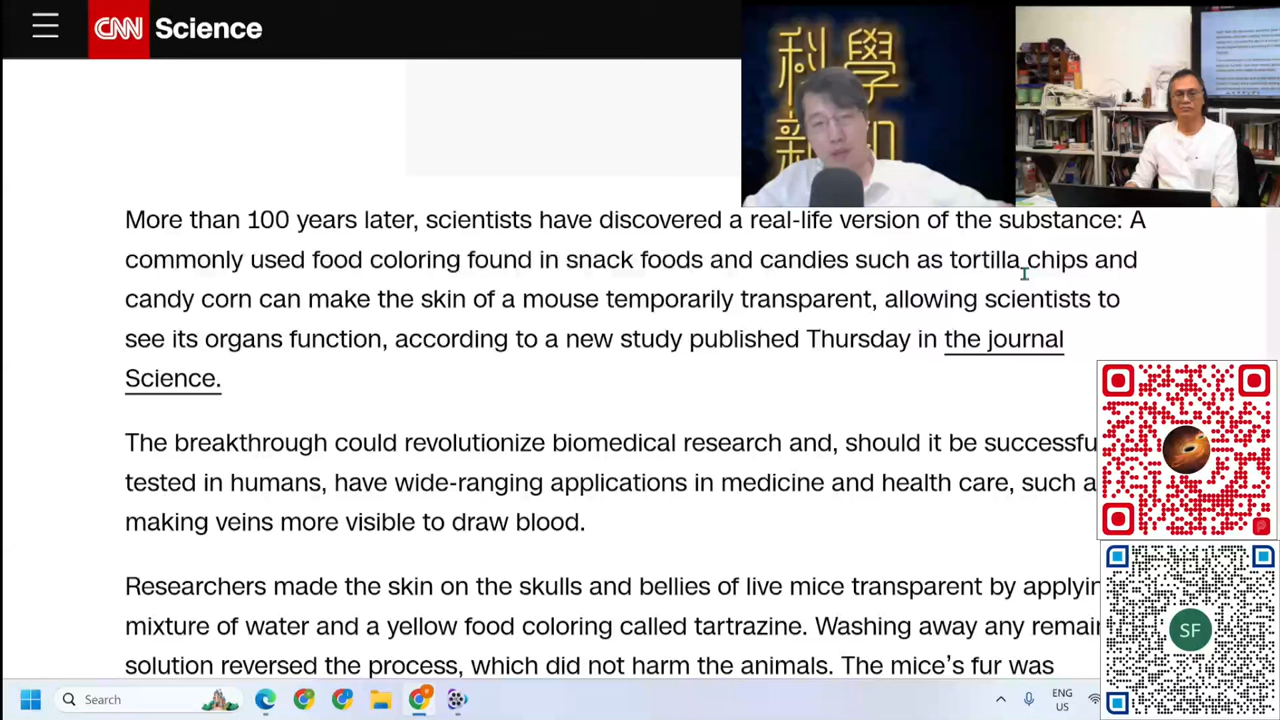 CNN Science
科學
新知
More than 100 years later, scientists have discovered a real-life version of the substance: A
commonly used food coloring found in snack foods and candies such as tortilla chips and
candy corn can make the skin of a mouse temporarily transparent, allowing scientists to
see its organs function, according to a new study published Thursday in the journal
Science.
The breakthrough could revolutionize biomedical research and, should it be successfu
tested in humans, have wide-ranging applications in medicine and health care, such a
making veins more visible to draw blood.
Researchers made the skin on the skulls and bellies of live mice transparent by applyin
mixture of water and a yellow food coloring called tartrazine. Washing away any remai
solution reversed the process, which did not harm the animals. The mice's fur was
SF
Search
ENG
US